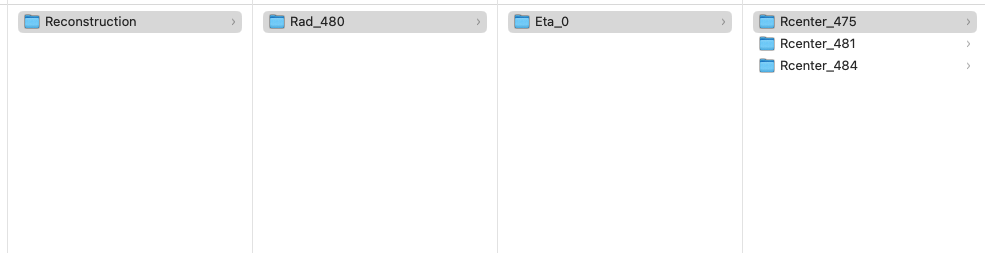 Reconstruction
Rad_480
Eta_0
Rcenter_475
Rcenter_481
Rcenter_484